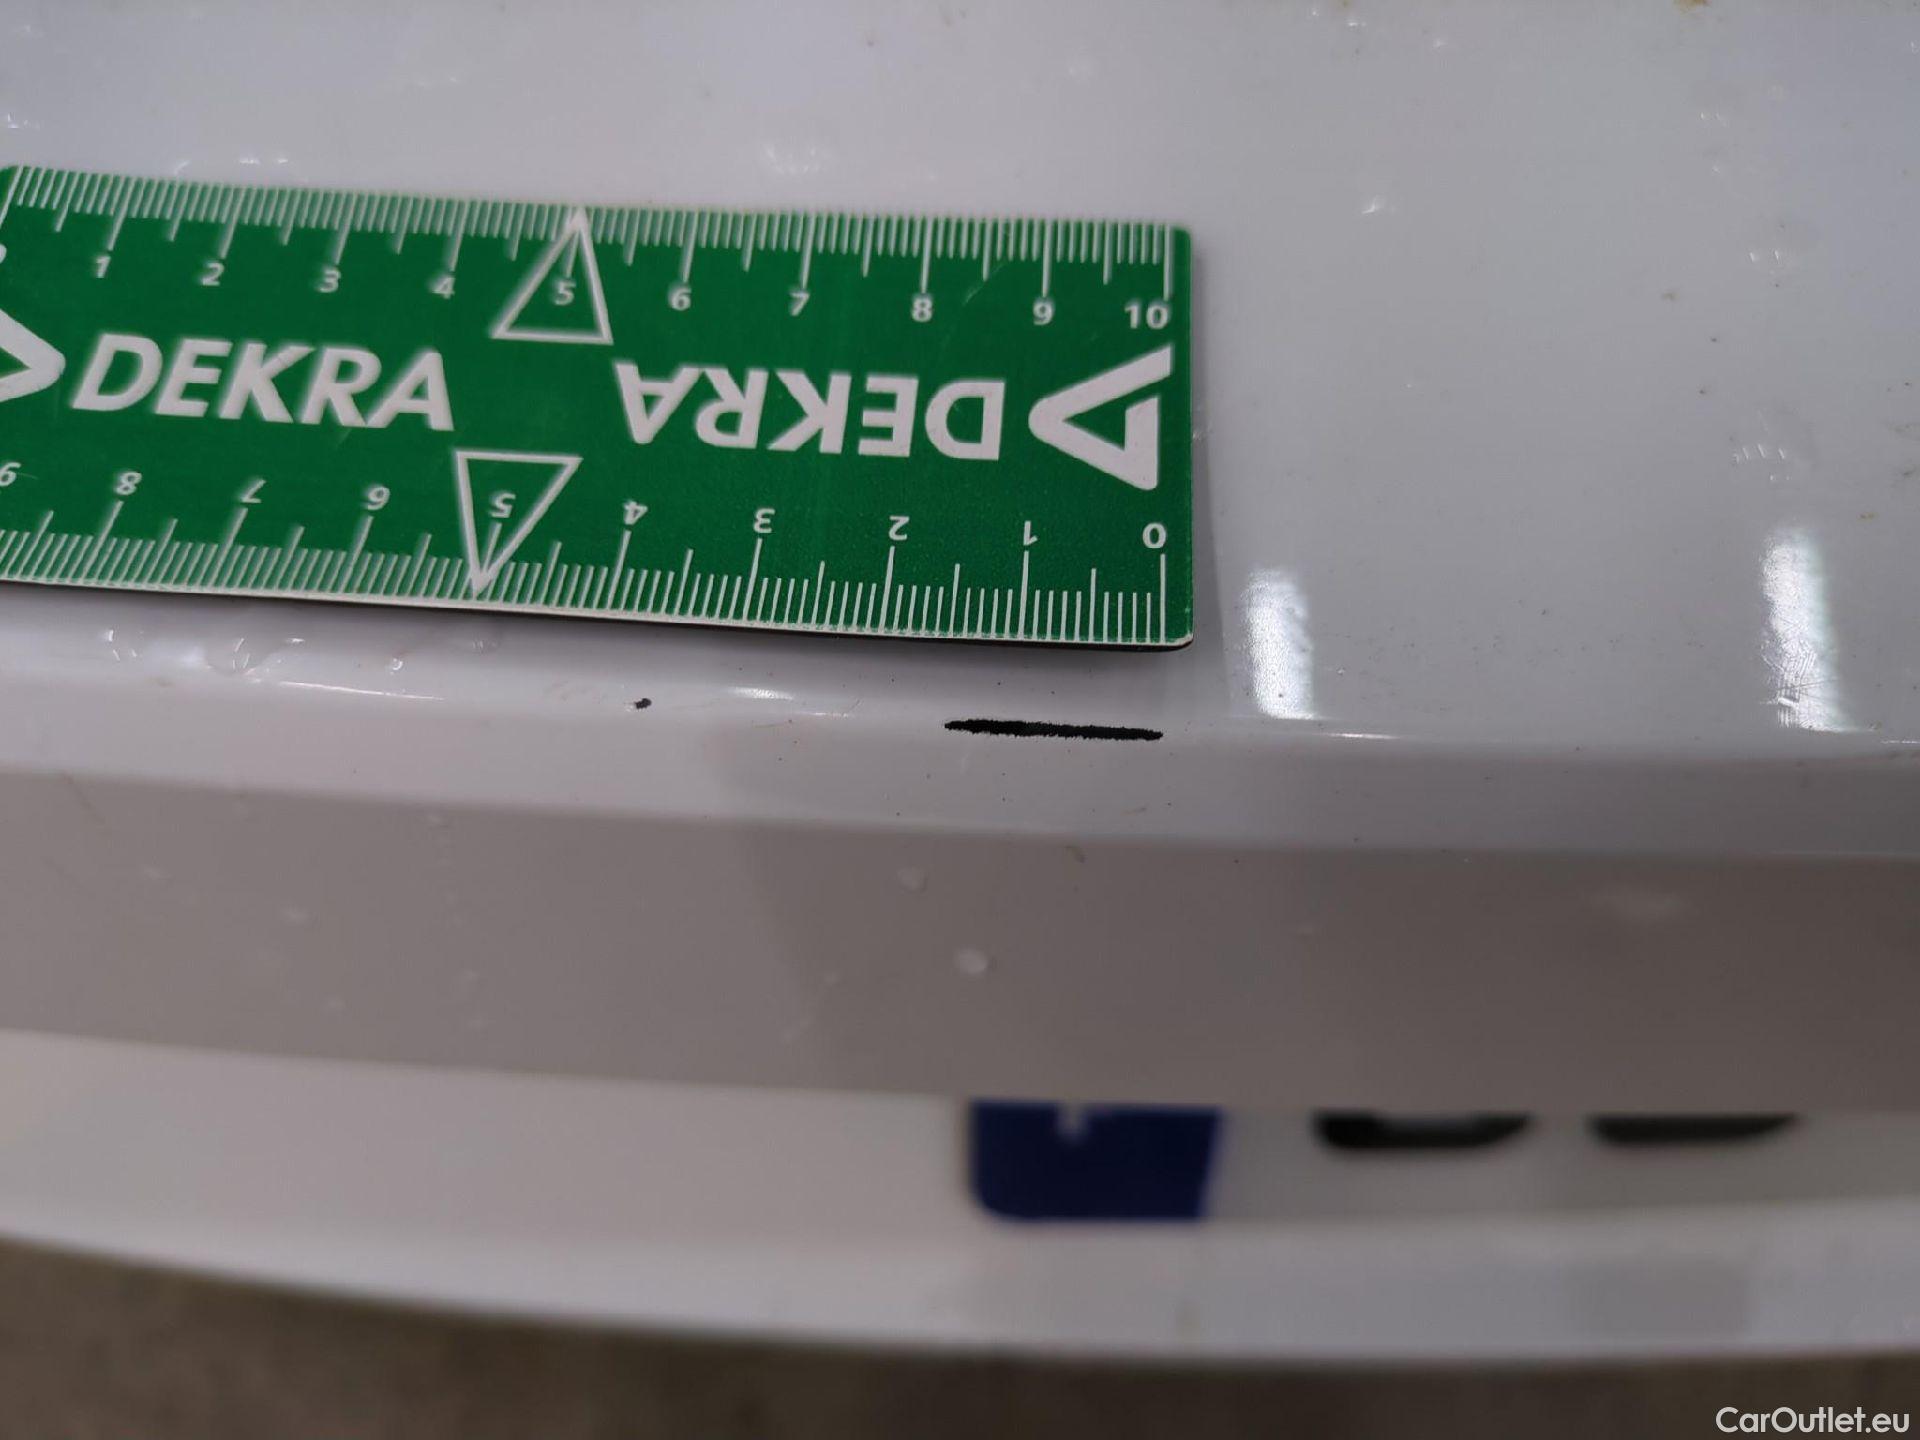 1 2 3 4 5 6 7 8 9 10
DEKRA
DEKRA
9 8 7 6 5 4 3 2 1 0
CarOutlet.eu